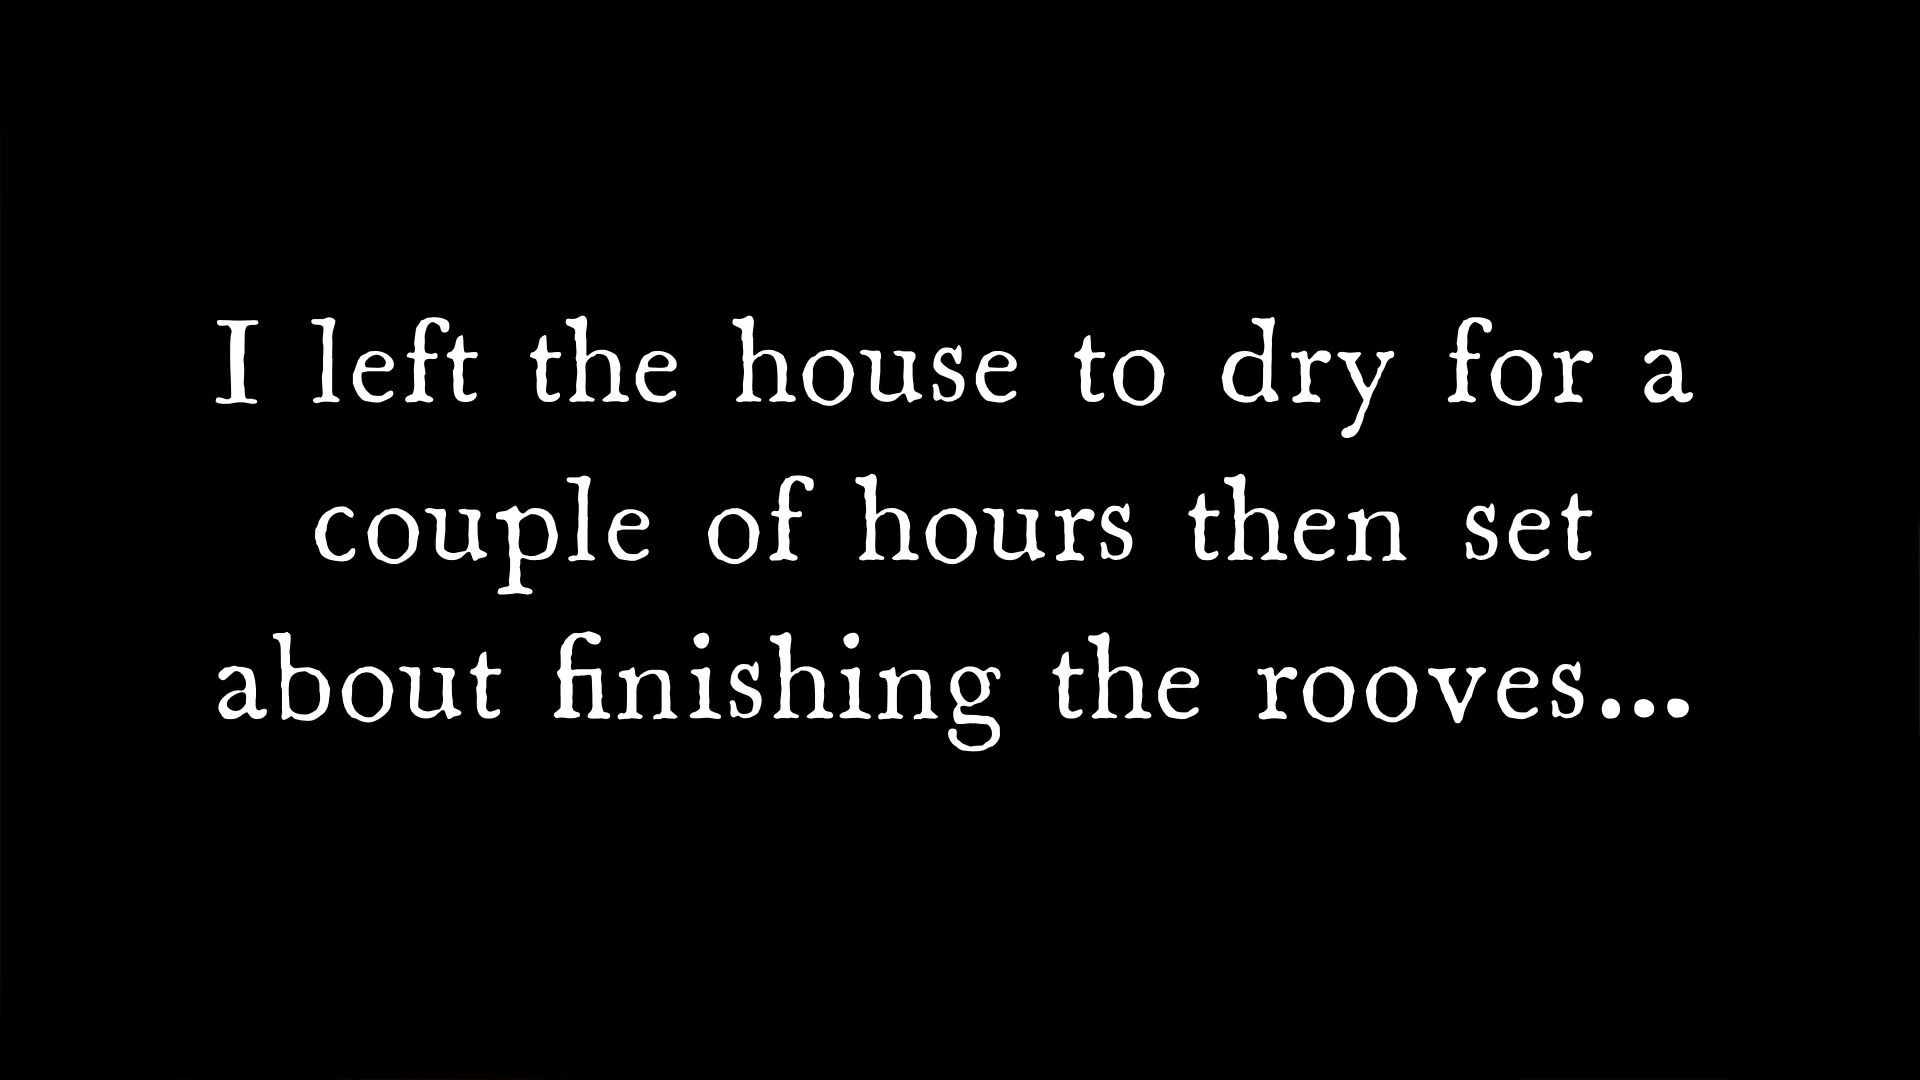 I left the house to dry for a
couple of hours then set
about finishing the rooves...